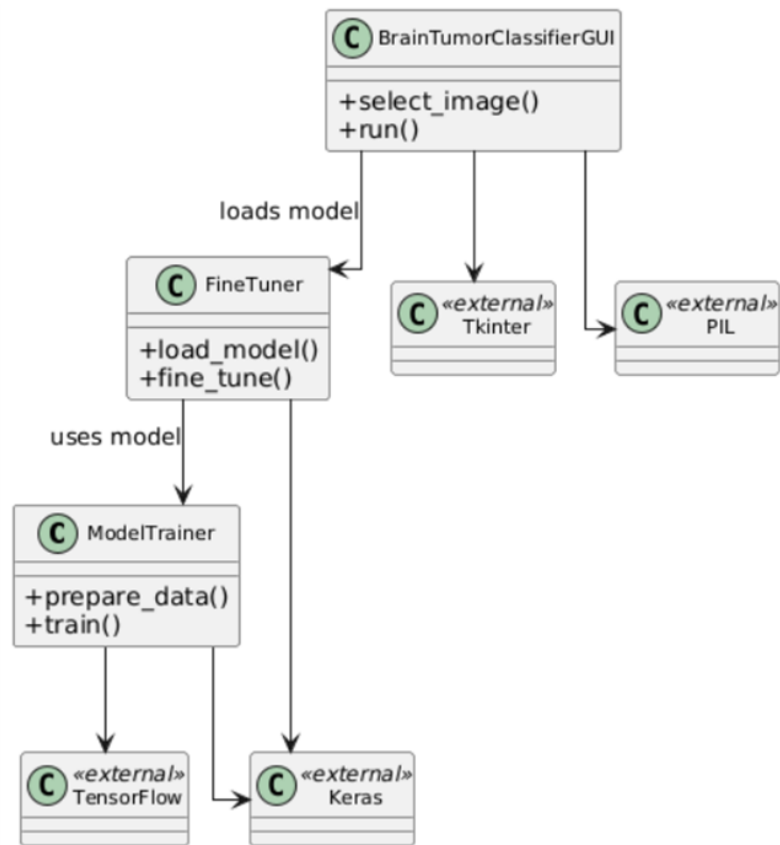 C BrainTumorClassifierGUI
+select_image()
+run()
loads model
C FineTuner
+load_model()
+fine_tune()
C «external»
Tkinter
C «external»
PIL
uses model
C ModelTrainer
+prepare_data()
+train()
C «external»
TensorFlow
C «external»
Keras